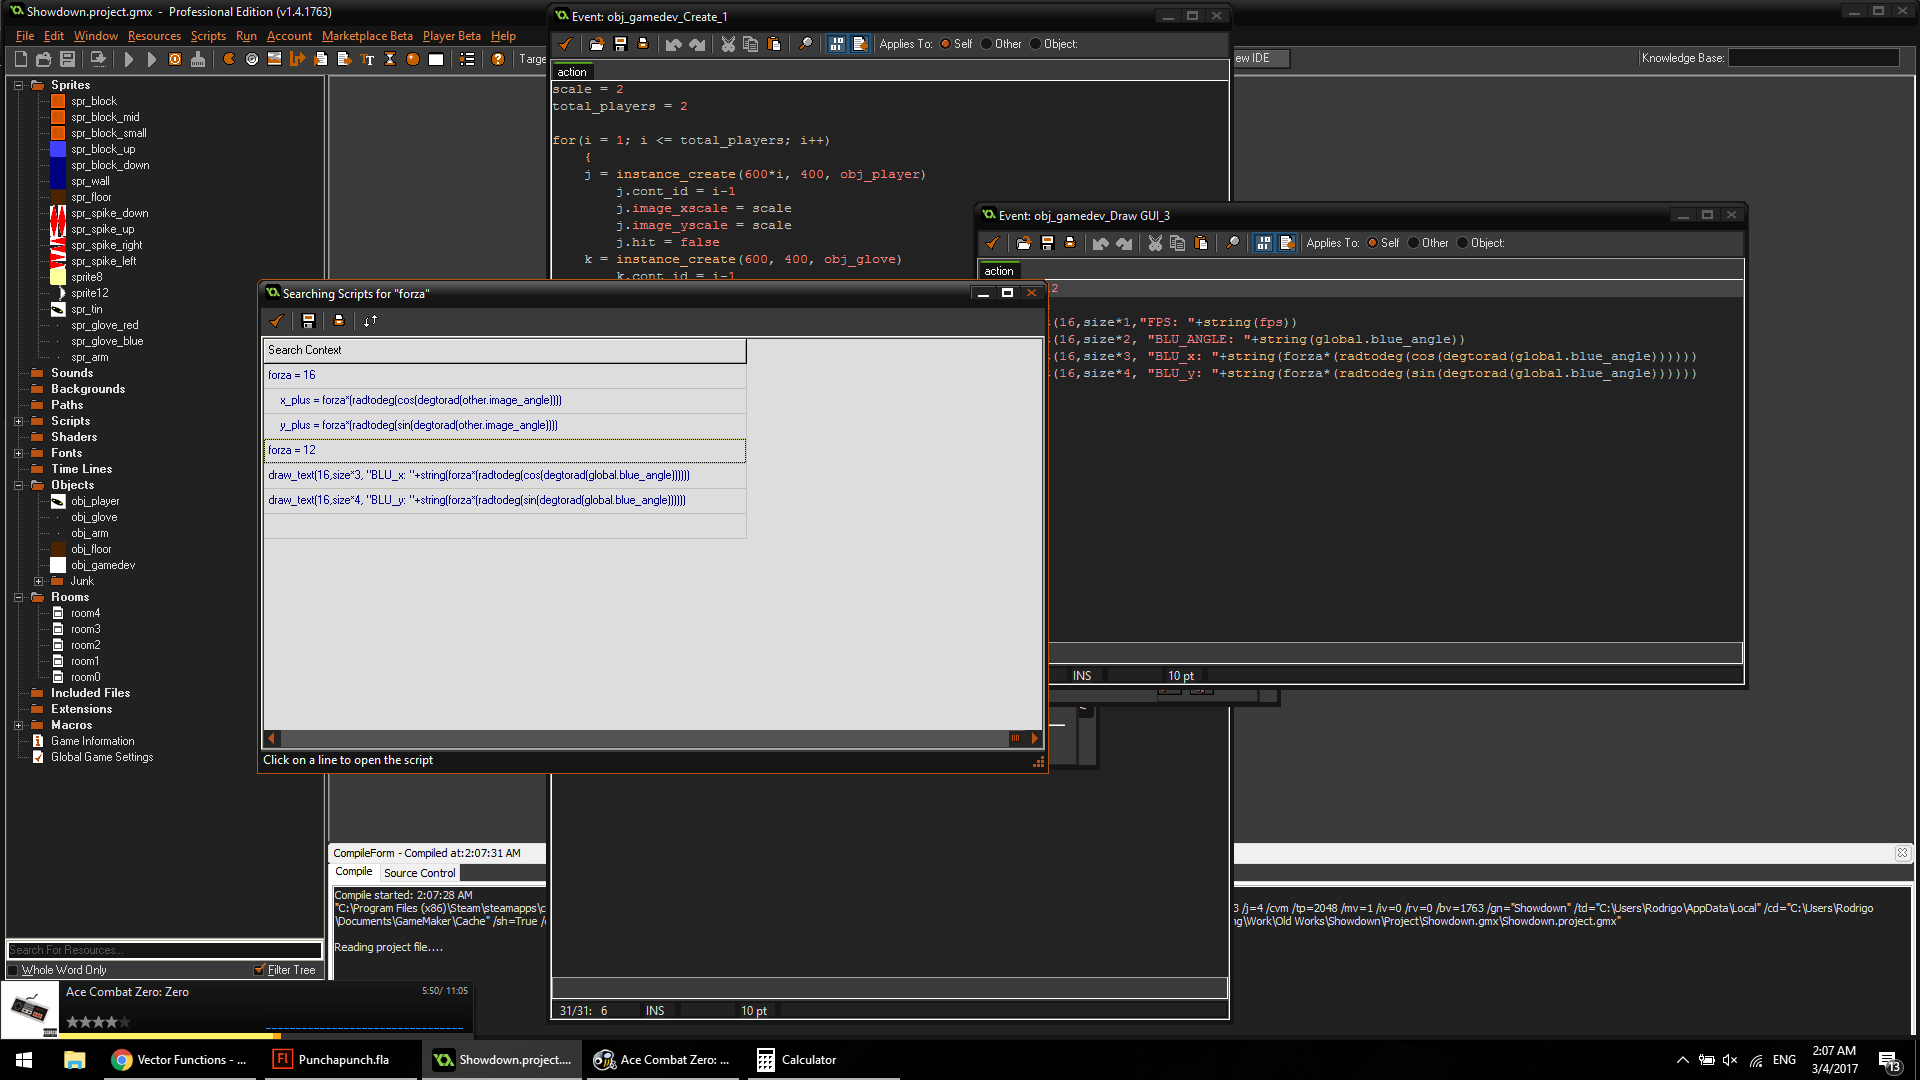 Showdown.project.gmx - Professional Edition (v1.4.1763)
File Edit Window Resources Scripts Run Account Marketplace Beta Player Beta Help
Knowledge Base:
Sprites
spr_block
spr_block_mid
spr_block_small
spr_block_up
spr_block_down
spr_wall
spr_floor
spr_spike_down
spr_spike_up
spr_spike_right
spr_spike_left
sprite8
sprite12
spr_tin
spr_glove_red
spr_glove_blue
spr_arm
Sounds
Backgrounds
Paths
Scripts
Shaders
Fonts
Time Lines
Objects
obj_player
obj_glove
obj_arm
obj_floor
obj_gamedev
Junk
Rooms
room4
room3
room2
room1
room0
Included Files
Extensions
Macros
Game Information
Global Game Settings
Search For Resources...
Whole Word Only Filter Tree
Event: obj_gamedev_Create_1
Applies To: Self Other Object:
action
scale = 2
total_players = 2
for(i = 1; i <= total_players; i++)
{
j = instance_create(600*i, 400, obj_player)
j.cont_id = i-1
j.image_xscale = scale
j.image_yscale = scale
j.hit = false
k = instance_create(600, 400, obj_glove)
k.cont_id = i-1
31/31: 6 INS 10 pt
Event: obj_gamedev_Draw GUI_3
Applies To: Self Other Object:
action
2
(16,size*1,"FPS: "+string(fps))
(16,size*2, "BLU_ANGLE: "+string(global.blue_angle))
(16,size*3, "BLU_x: "+string(forza*(radtodeg(cos(degtorad(global.blue_angle))))))
(16,size*4, "BLU_y: "+string(forza*(radtodeg(sin(degtorad(global.blue_angle))))))
INS 10 pt
Searching Scripts for "forza"
Search Context
forza = 16
x_plus = forza*(radtodeg(cos(degtorad(other.image_angle))))
y_plus = forza*(radtodeg(sin(degtorad(other.image_angle))))
forza = 12
draw_text(16,size*3, "BLU_x: "+string(forza*(radtodeg(cos(degtorad(global.blue_angle))))))
draw_text(16,size*4, "BLU_y: "+string(forza*(radtodeg(sin(degtorad(global.blue_angle))))))
Click on a line to open the script
CompileForm - Compiled at:2:07:31 AM
Compile Source Control
Compile started: 2:07:28 AM
"C:\Program Files (x86)\Steam\steamapps\c 3 /j=4 /cvm /tp=2048 /mv=1 /iv=0 /rv=0 /bv=1763 /gn="Showdown" /td="C:\Users\Rodrigo\AppData\Local" /cd="C:\Users\Rodrigo
\Documents\GameMaker\Cache" /sh=True / g\Work\Old Works\Showdown\Project\Showdown.gmx\Showdown.project.gmx"
Reading project file....
Ace Combat Zero: Zero 5:50/ 11:05
Vector Functions - ... Punchapunch.fla Showdown.project.... Ace Combat Zero: ... Calculator
ENG 2:07 AM
3/4/2017
13